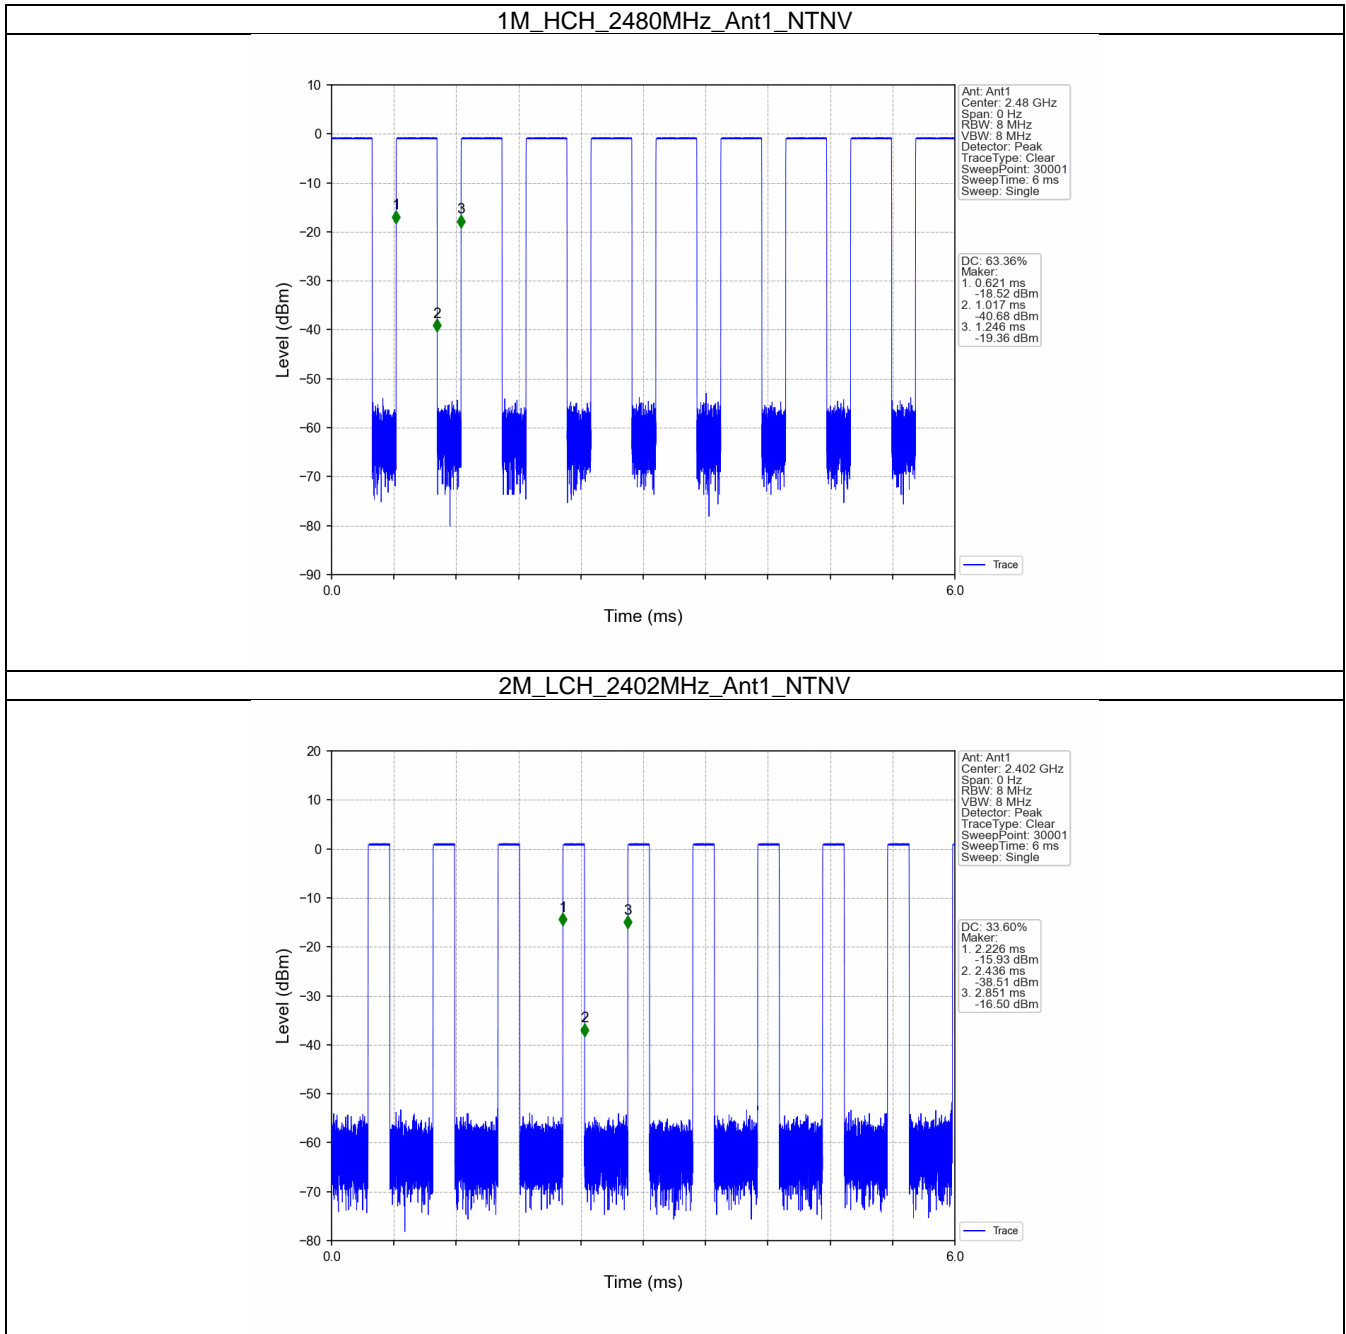 1M_HCH_2480MHz_Ant1_NTNV
10
0
−10
−20
−30
−40
−50
−60
−70
−80
−90
Level (dBm)
1
2
3
0.0
6.0
Time (ms)
Ant: Ant1
Center: 2.48 GHz
Span: 0 Hz
RBW: 8 MHz
VBW: 8 MHz
Detector: Peak
TraceType: Clear
SweepPoint: 30001
SweepTime: 6 ms
Sweep: Single
DC: 63.36%
Maker:
1. 0.621 ms
-18.52 dBm
2. 1.017 ms
-40.68 dBm
3. 1.246 ms
-19.36 dBm
Trace
2M_LCH_2402MHz_Ant1_NTNV
20
10
0
−10
−20
−30
−40
−50
−60
−70
−80
Level (dBm)
1
2
3
0.0
6.0
Time (ms)
Ant: Ant1
Center: 2.402 GHz
Span: 0 Hz
RBW: 8 MHz
VBW: 8 MHz
Detector: Peak
TraceType: Clear
SweepPoint: 30001
SweepTime: 6 ms
Sweep: Single
DC: 33.60%
Maker:
1. 2.226 ms
-15.93 dBm
2. 2.436 ms
-38.51 dBm
3. 2.851 ms
-16.50 dBm
Trace